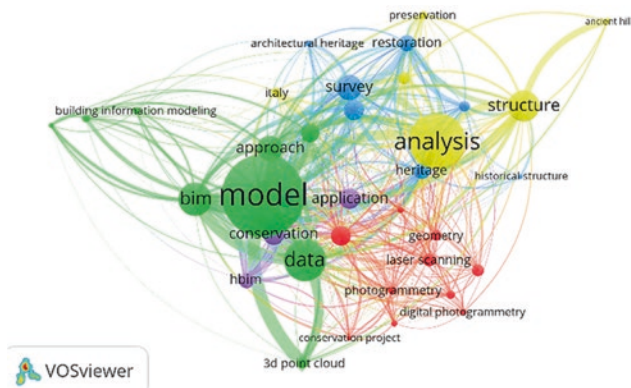 preservation
ancient hill
architectural heritage
restoration
italy
survey
structure
building information modeling
approach
analysis
heritage
historical structure
bim
model
application
conservation
geometry
data
laser scanning
hbim
photogrammetry
digital photogrammetry
conservation project
3d point cloud
VOSviewer